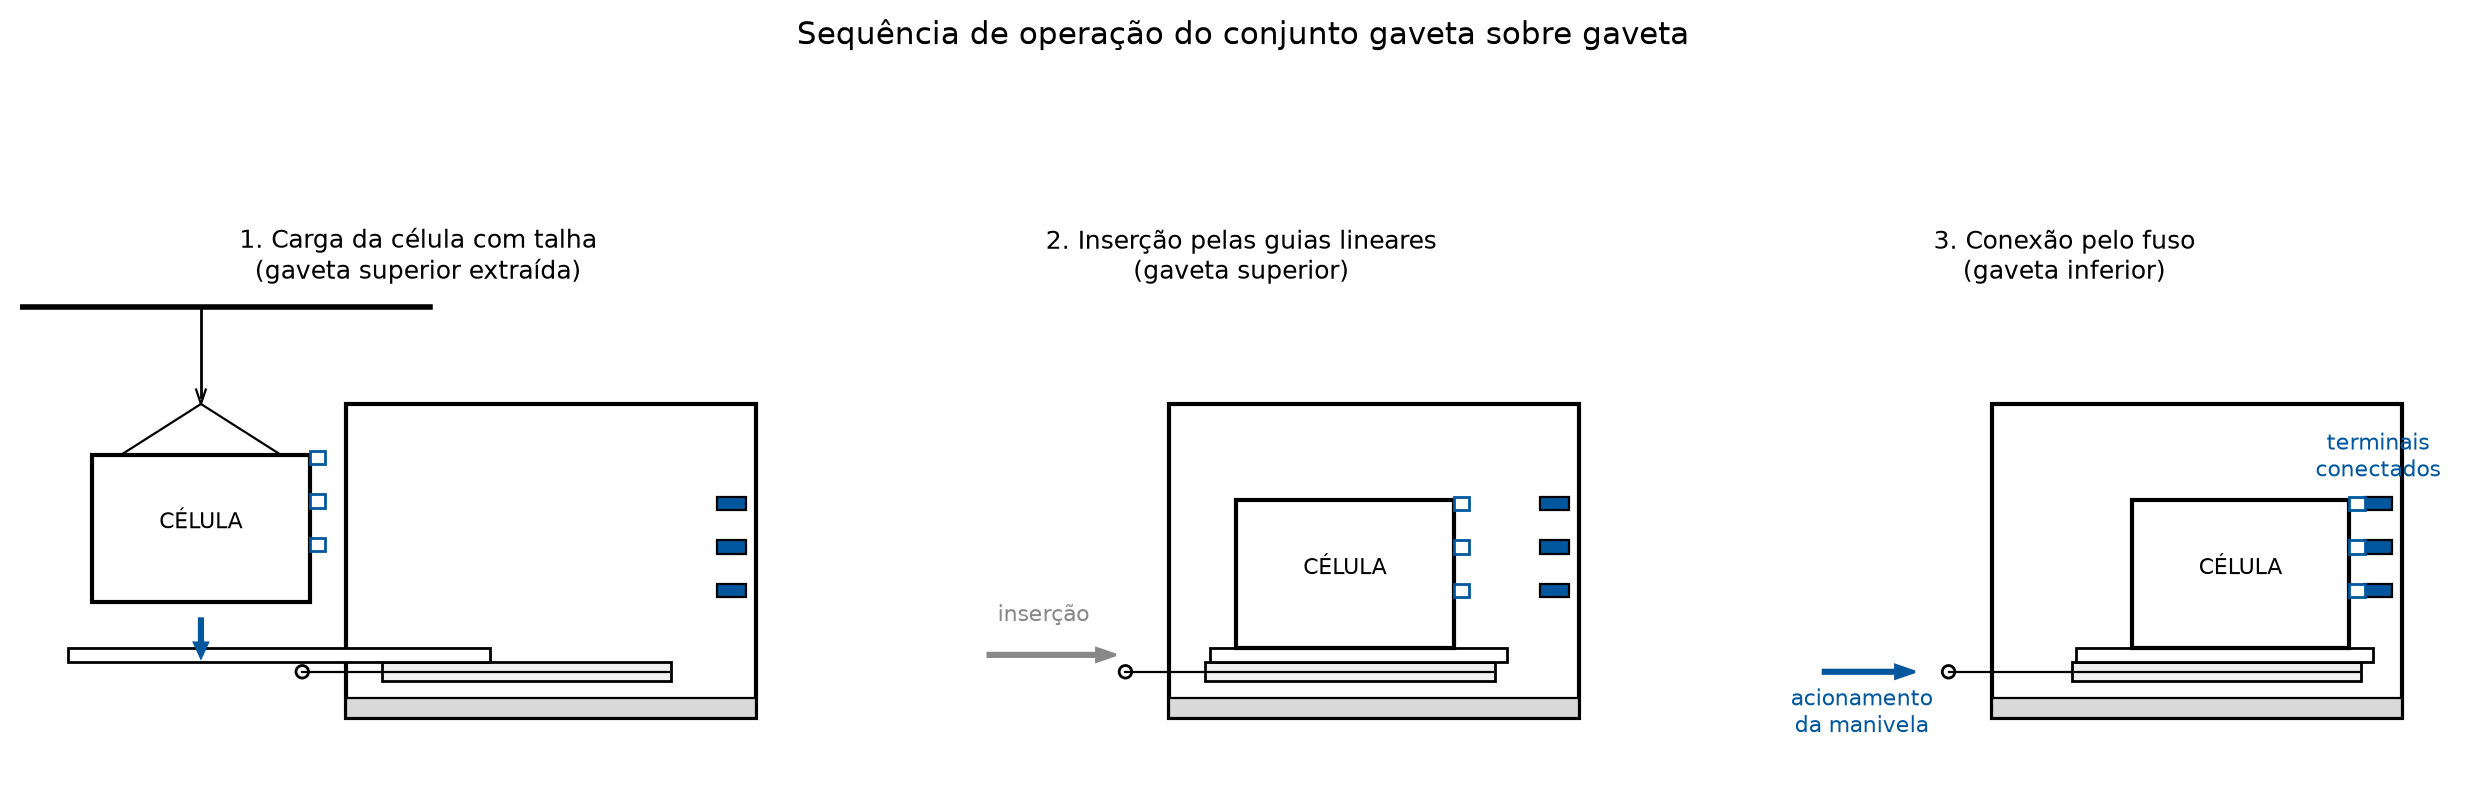 Sequência de operação do conjunto gaveta sobre gaveta
1. Carga da célula com talha
(gaveta superior extraída)
CÉLULA
2. Inserção pelas guias lineares
(gaveta superior)
inserção
CÉLULA
3. Conexão pelo fuso
(gaveta inferior)
terminais
conectados
CÉLULA
acionamento
da manivela